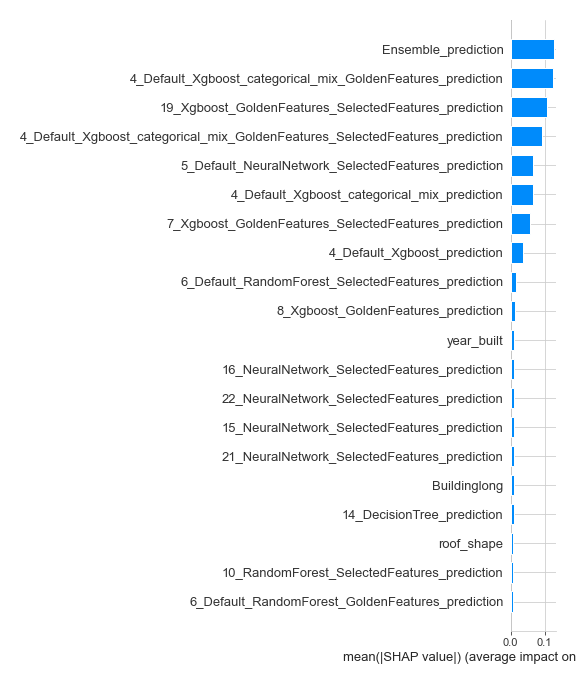 Ensemble_prediction
4_Default_Xgboost_categorical_mix_GoldenFeatures_prediction
19_Xgboost_GoldenFeatures_SelectedFeatures_prediction
4_Default_Xgboost_categorical_mix_GoldenFeatures_SelectedFeatures_prediction
5_Default_NeuralNetwork_SelectedFeatures_prediction
4_Default_Xgboost_categorical_mix_prediction
7_Xgboost_GoldenFeatures_SelectedFeatures_prediction
4_Default_Xgboost_prediction
6_Default_RandomForest_SelectedFeatures_prediction
8_Xgboost_GoldenFeatures_prediction
year_built
16_NeuralNetwork_SelectedFeatures_prediction
22_NeuralNetwork_SelectedFeatures_prediction
15_NeuralNetwork_SelectedFeatures_prediction
21_NeuralNetwork_SelectedFeatures_prediction
Buildinglong
14_DecisionTree_prediction
roof_shape
10_RandomForest_SelectedFeatures_prediction
6_Default_RandomForest_GoldenFeatures_prediction
0.0 0.1
mean(|SHAP value|) (average impact on